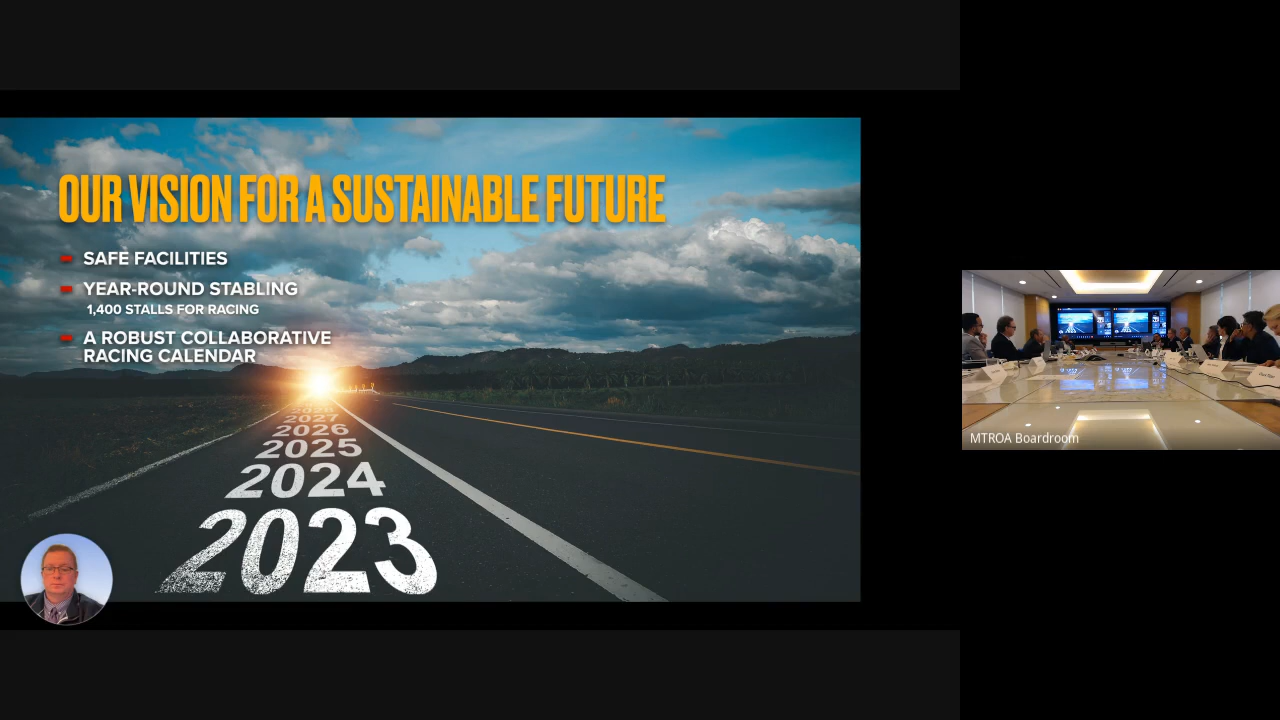 OUR VISION FOR A SUSTAINABLE FUTURE
SAFE FACILITIES
YEAR-ROUND STABLING
1,400 STALLS FOR RACING
A ROBUST COLLABORATIVE
RACING CALENDAR
2028
2027
2026
2025
2024
2023
MTROA Boardroom